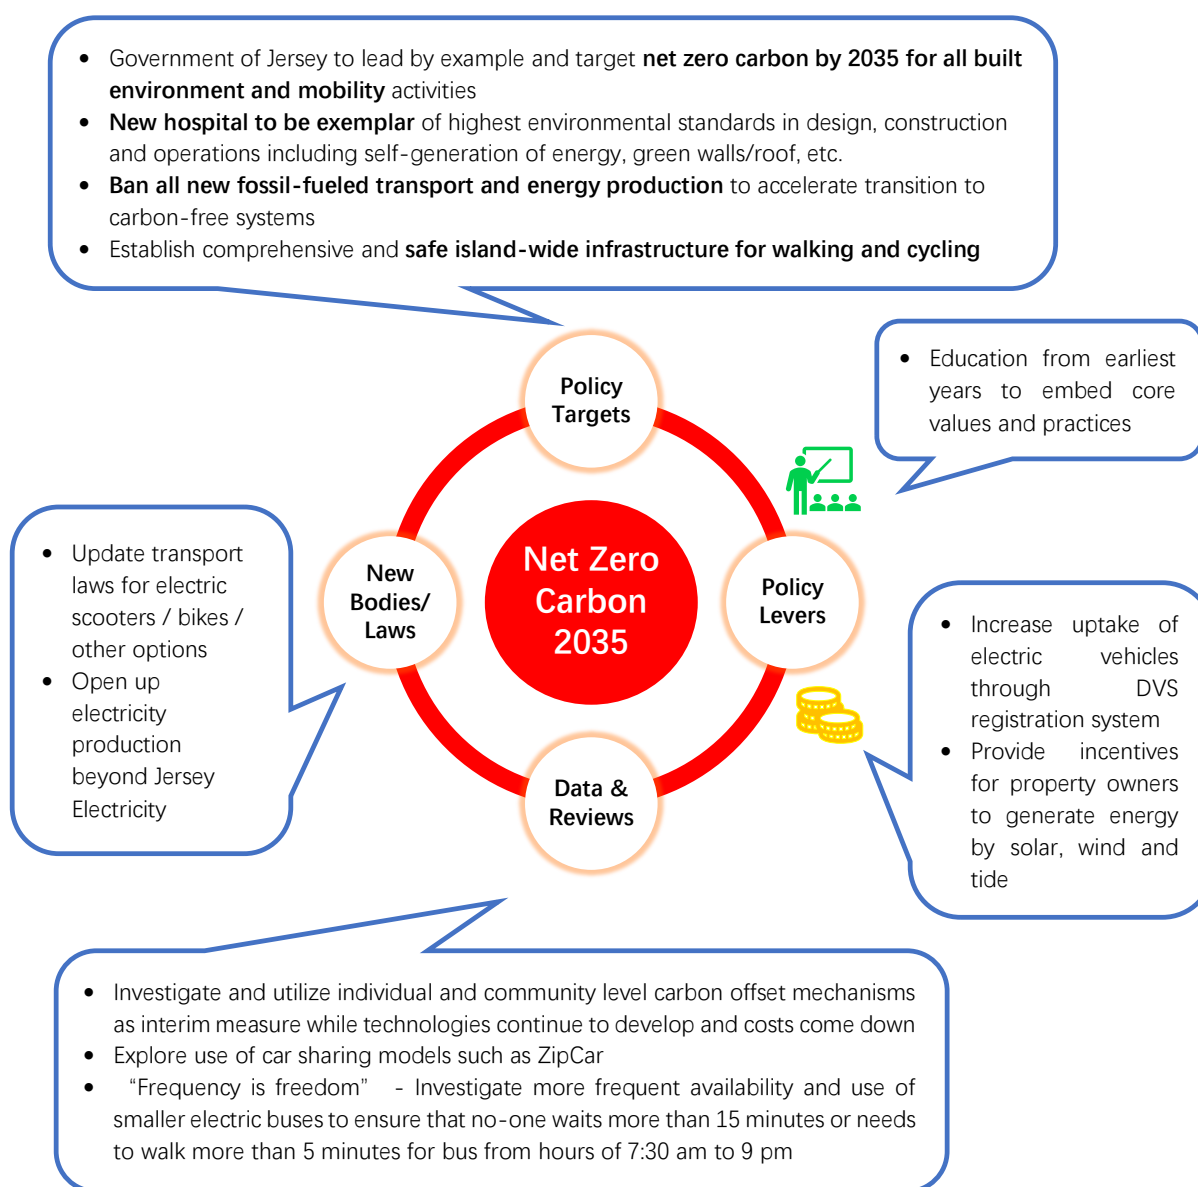 • Government of Jersey to lead by example and target net zero carbon by 2035 for all built
environment and mobility activities
• New hospital to be exemplar of highest environmental standards in design, construction
and operations including self-generation of energy, green walls/roof, etc.
• Ban all new fossil-fueled transport and energy production to accelerate transition to
carbon-free systems
• Establish comprehensive and safe island-wide infrastructure for walking and cycling
Policy
Targets
• Education from earliest
years to embed core
values and practices
• Update transport
laws for electric
scooters / bikes /
other options
• Open up
electricity
production
beyond Jersey
Electricity
New
Bodies/
Laws
Net Zero
Carbon
2035
Policy
Levers
• Increase uptake of
electric vehicles
through DVS
registration system
• Provide incentives
for property owners
to generate energy
by solar, wind and
tide
Data &
Reviews
• Investigate and utilize individual and community level carbon offset mechanisms
as interim measure while technologies continue to develop and costs come down
• Explore use of car sharing models such as ZipCar
• “Frequency is freedom” - Investigate more frequent availability and use of
smaller electric buses to ensure that no-one waits more than 15 minutes or needs
to walk more than 5 minutes for bus from hours of 7:30 am to 9 pm